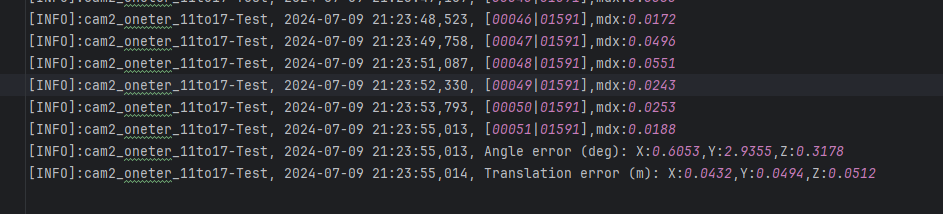 [INFO]:cam2_oneter_11to17-Test, 2024-07-09 21:23:48,523, [00046|01591],mdx:0.0172
[INFO]:cam2_oneter_11to17-Test, 2024-07-09 21:23:49,758, [00047|01591],mdx:0.0496
[INFO]:cam2_oneter_11to17-Test, 2024-07-09 21:23:51,087, [00048|01591],mdx:0.0551
[INFO]:cam2_oneter_11to17-Test, 2024-07-09 21:23:52,330, [00049|01591],mdx:0.0243
[INFO]:cam2_oneter_11to17-Test, 2024-07-09 21:23:53,793, [00050|01591],mdx:0.0253
[INFO]:cam2_oneter_11to17-Test, 2024-07-09 21:23:55,013, [00051|01591],mdx:0.0188
[INFO]:cam2_oneter_11to17-Test, 2024-07-09 21:23:55,013, Angle error (deg): X:0.6053,Y:2.9355,Z:0.3178
[INFO]:cam2_oneter_11to17-Test, 2024-07-09 21:23:55,014, Translation error (m): X:0.0432,Y:0.0494,Z:0.0512